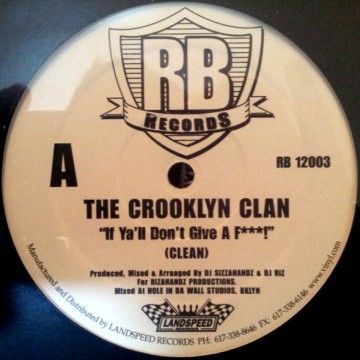 RB
RECORDS
A
RB 12003
THE CROOKLYN CLAN
"If Ya'll Don't Give A F***!"
(CLEAN)
Produced, Mixed & Arranged By DJ SIZZAHANDZ & DJ RIZ
For RIZAHANDZ PRODUCTIONS.
Mixed At HOLE IN DA WALL STUDIOS, BKLYN
LANDSPEED
Manufactured and Distributed by LANDSPEED RECORDS PH: 617-338-8646 FX: 617-338-6146 www.vinyl.com